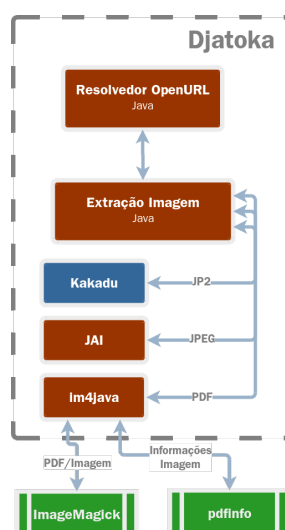 Djatoka
Resolvedor OpenURL
Java
Extração Imagem
Java
Kakadu
JP2
JAI
JPEG
im4java
PDF
PDF/Imagem
Informações
Imagem
ImageMagick
pdfinfo